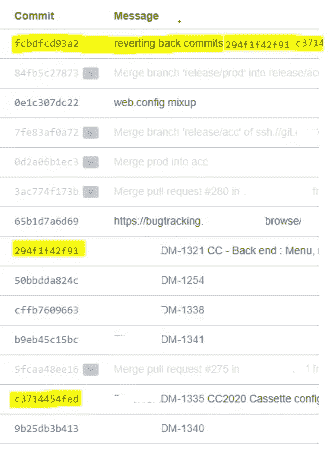 Commit Message
fcbdfcd93a2 reverting back commits 294f1f42f91 c3714
84fb5c27873 Merge branch 'release/prod' into release/acc
0e1c307dc22 web.config mixup
7fe83af0a72 Merge branch 'release/acc' of ssh://git.
0d2a06b1ec3 Merge prod into acc
3ac774f173b Merge pull request #280 in
65b1d7a6d69 https://bugtracking. browse/
294f1f42f91 DM-1321 CC - Back end : Menu,
50bbdda824c DM-1254
cffb7609663 DM-1338
b9eb45c15bc DM-1341
5fcaa48ee16 Merge pull request #275 in
c3714454fed DM-1335 CC2020 Cassette config
9b25db3b413 DM-1340